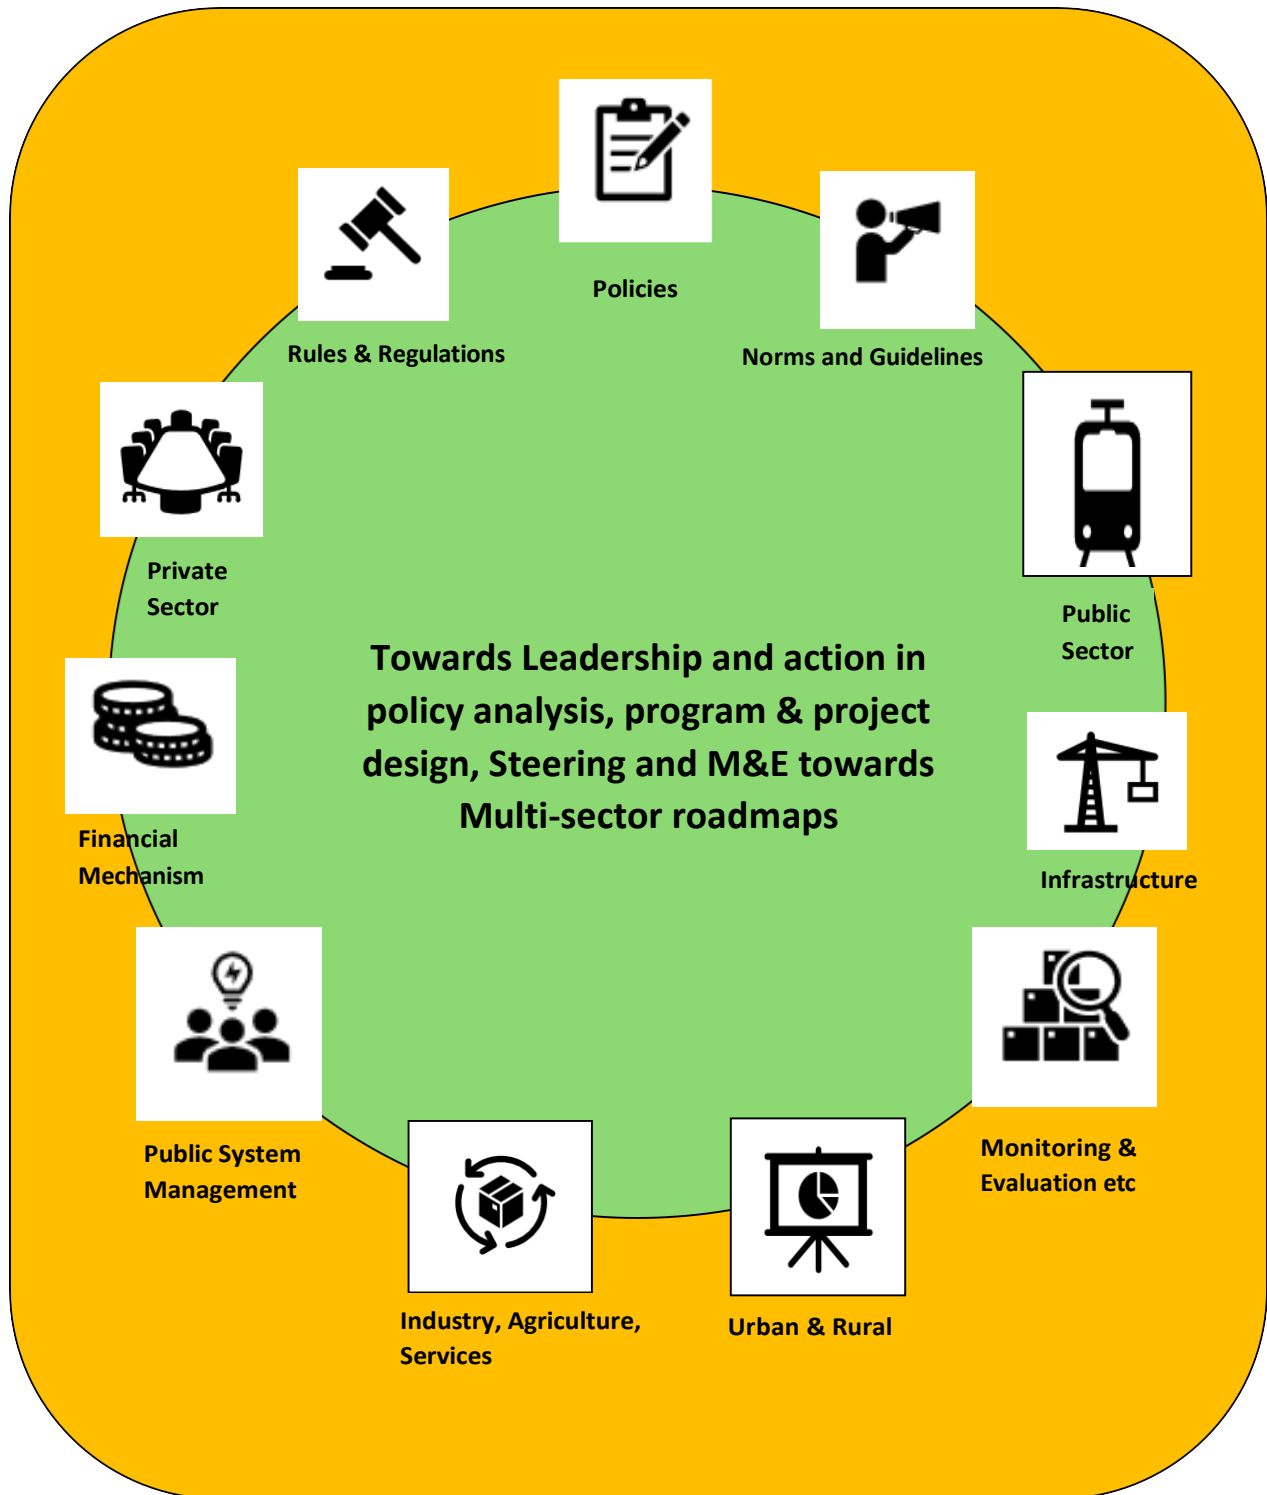 Policies
Rules & Regulations
Norms and Guidelines
Private
Sector
Public
Sector
Towards Leadership and action in
policy analysis, program & project
design, Steering and M&E towards
Multi-sector roadmaps
Financial
Mechanism
Infrastructure
Public System
Management
Monitoring &
Evaluation etc
Industry, Agriculture,
Services
Urban & Rural